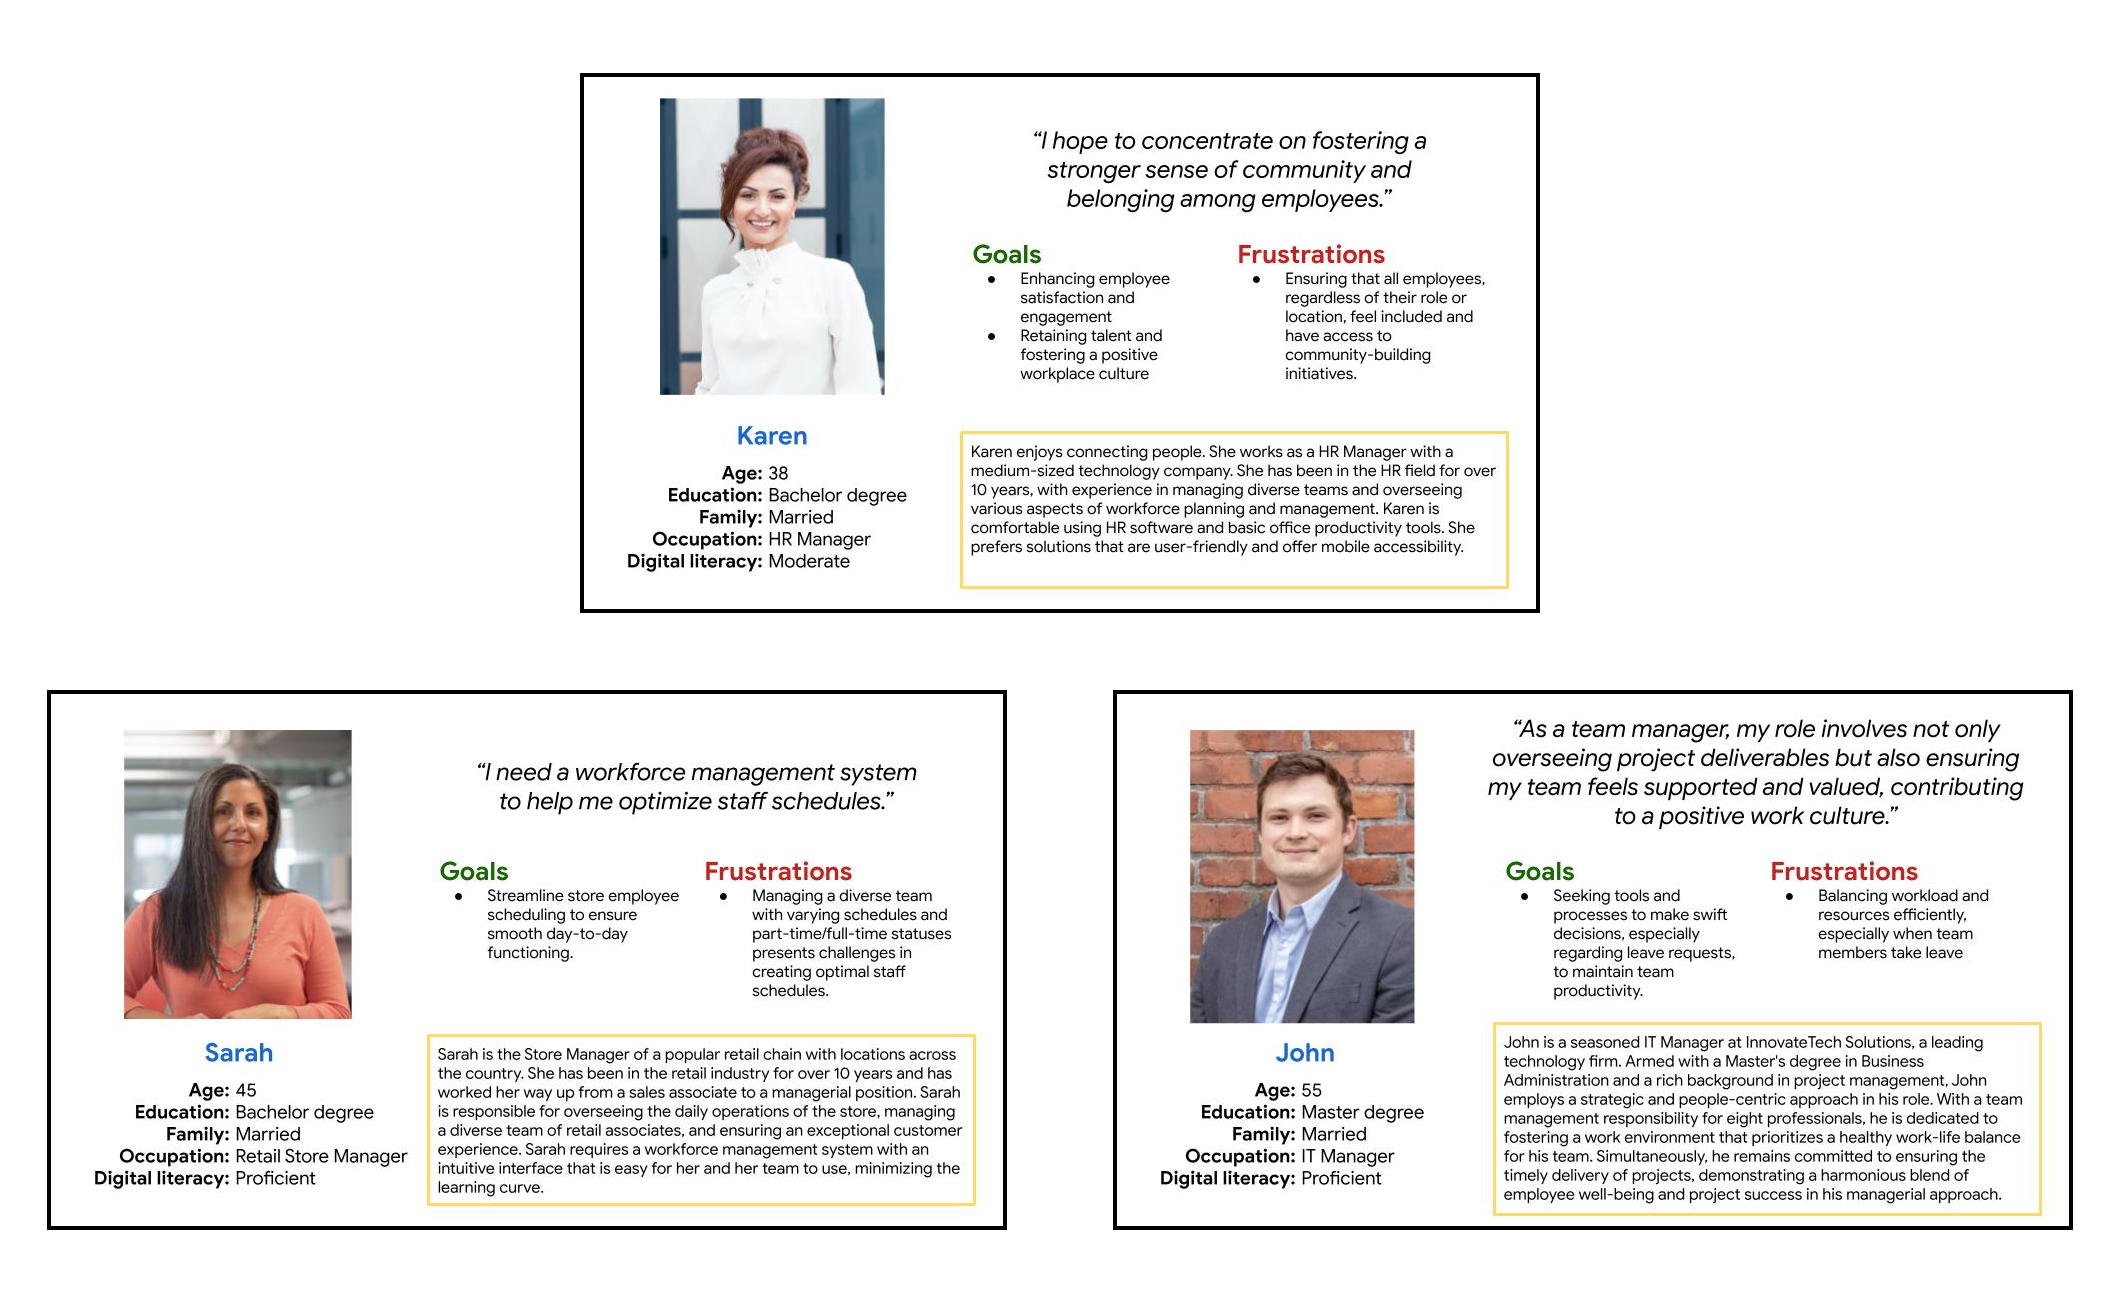 “I hope to concentrate on fostering a
stronger sense of community and
belonging among employees.”
Goals
● Enhancing employee
satisfaction and
engagement
● Retaining talent and
fostering a positive
workplace culture
Frustrations
● Ensuring that all employees,
regardless of their role or
location, feel included and
have access to
community-building
initiatives.
Karen
Age: 38
Education: Bachelor degree
Family: Married
Occupation: HR Manager
Digital literacy: Moderate
Karen enjoys connecting people. She works as a HR Manager with a
medium-sized technology company. She has been in the HR field for over
10 years, with experience in managing diverse teams and overseeing
various aspects of workforce planning and management. Karen is
comfortable using HR software and basic office productivity tools. She
prefers solutions that are user-friendly and offer mobile accessibility.
“I need a workforce management system
to help me optimize staff schedules.”
Goals
● Streamline store employee
scheduling to ensure
smooth day-to-day
functioning.
Frustrations
● Managing a diverse team
with varying schedules and
part-time/full-time statuses
presents challenges in
creating optimal staff
schedules.
Sarah
Age: 45
Education: Bachelor degree
Family: Married
Occupation: Retail Store Manager
Digital literacy: Proficient
Sarah is the Store Manager of a popular retail chain with locations across
the country. She has been in the retail industry for over 10 years and has
worked her way up from a sales associate to a managerial position. Sarah
is responsible for overseeing the daily operations of the store, managing
a diverse team of retail associates, and ensuring an exceptional customer
experience. Sarah requires a workforce management system with an
intuitive interface that is easy for her and her team to use, minimizing the
learning curve.
“As a team manager, my role involves not only
overseeing project deliverables but also ensuring
my team feels supported and valued, contributing
to a positive work culture.”
Goals
● Seeking tools and
processes to make swift
decisions, especially
regarding leave requests,
to maintain team
productivity.
Frustrations
● Balancing workload and
resources efficiently,
especially when team
members take leave
John
Age: 55
Education: Master degree
Family: Married
Occupation: IT Manager
Digital literacy: Proficient
John is a seasoned IT Manager at InnovateTech Solutions, a leading
technology firm. Armed with a Master's degree in Business
Administration and a rich background in project management, John
employs a strategic and people-centric approach in his role. With a team
management responsibility for eight professionals, he is dedicated to
fostering a work environment that prioritizes a healthy work-life balance
for his team. Simultaneously, he remains committed to ensuring the
timely delivery of projects, demonstrating a harmonious blend of
employee well-being and project success in his managerial approach.